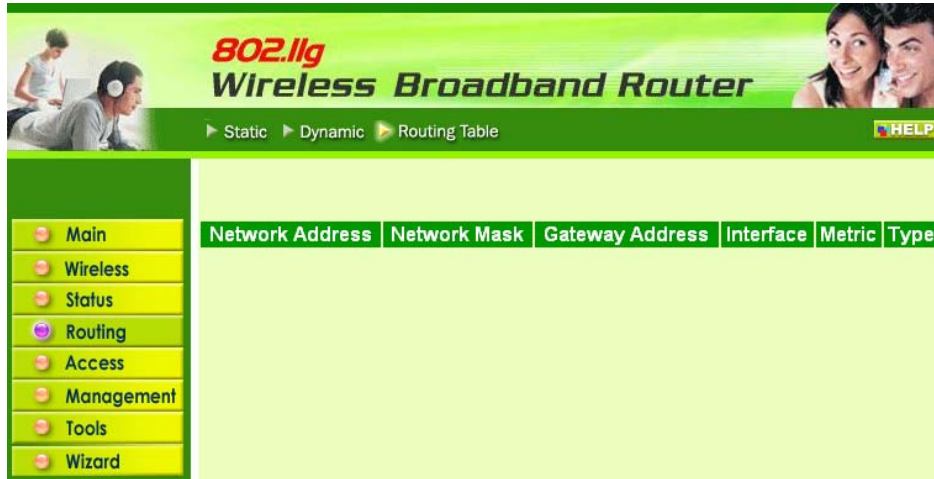 802.11g
Wireless Broadband Router
Static Dynamic Routing Table
HELP
Main
Wireless
Status
Routing
Access
Management
Tools
Wizard
Network Address Network Mask Gateway Address Interface Metric Type